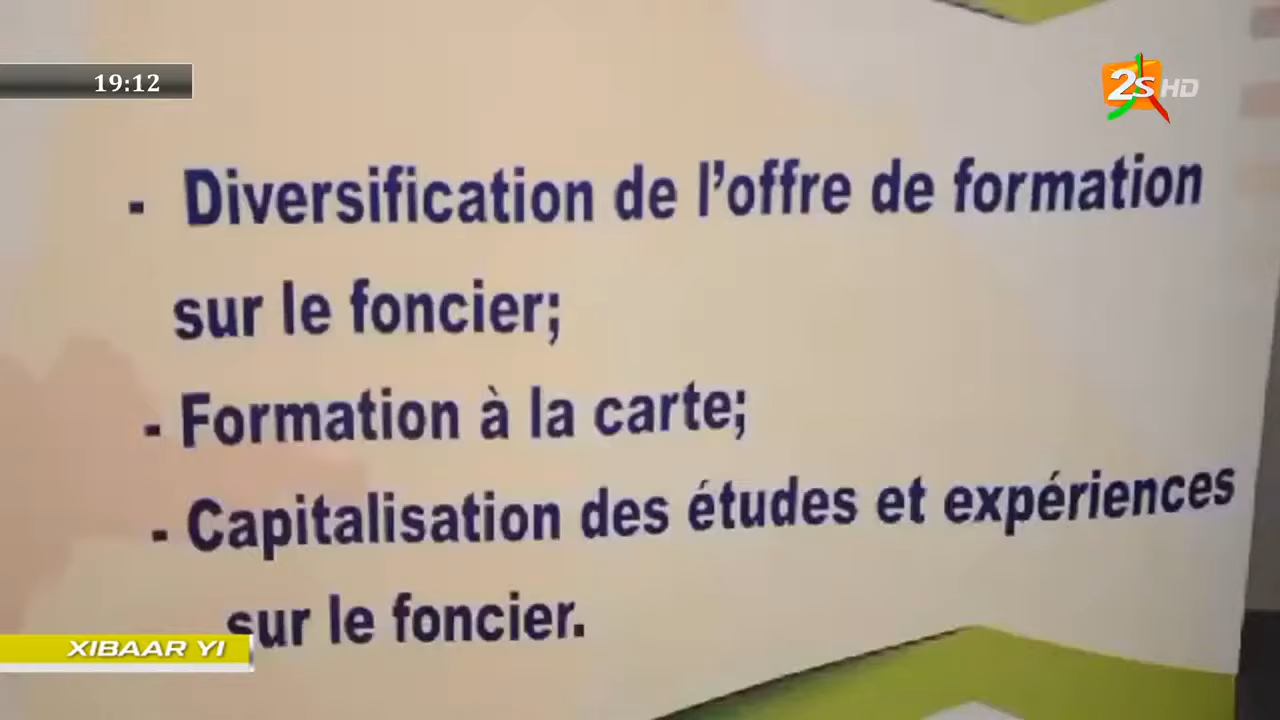 19:12
2s HD
- Diversification de l'offre de formation
sur le foncier;
- Formation à la carte;
- Capitalisation des études et expériences
sur le foncier.
XIBAAR YI